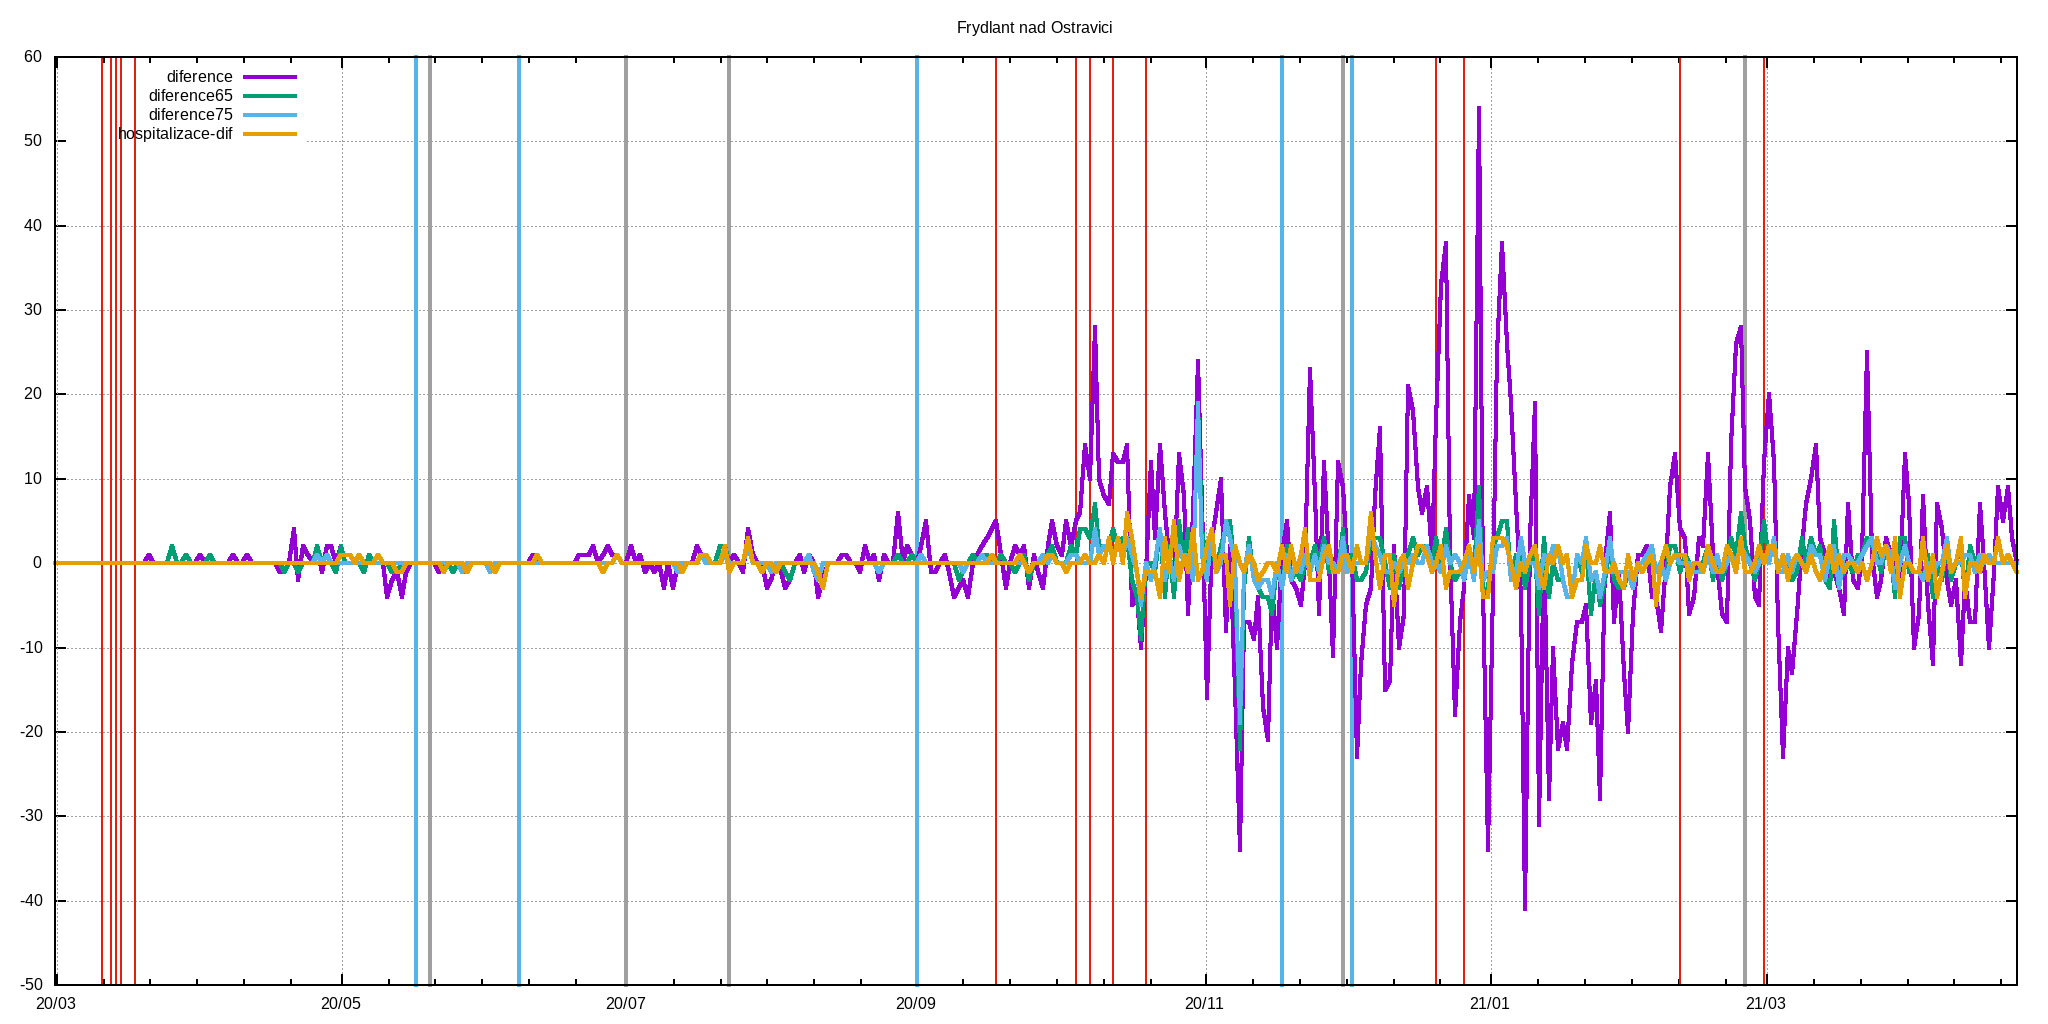 Frydlant nad Ostravici
60
50
40
30
20
10
0
-10
-20
-30
-40
-50
diference
diference65
diference75
hospitalizace-dif
20/03 20/05 20/07 20/09 20/11 21/01 21/03